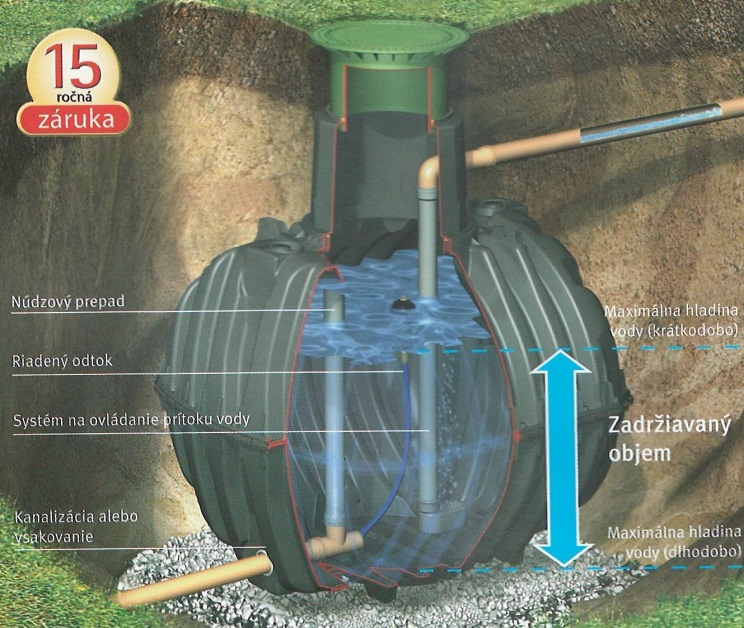 15
ročná
záruka
Núdzový prepad
Riadený odtok
Systém na ovládanie prítoku vody
Kanalizácia alebo
vsakovanie
Maximálna hladina
vody (krátkodobo)
Zadržiavaný
objem
Maximálna hladina
vody (dlhodobo)